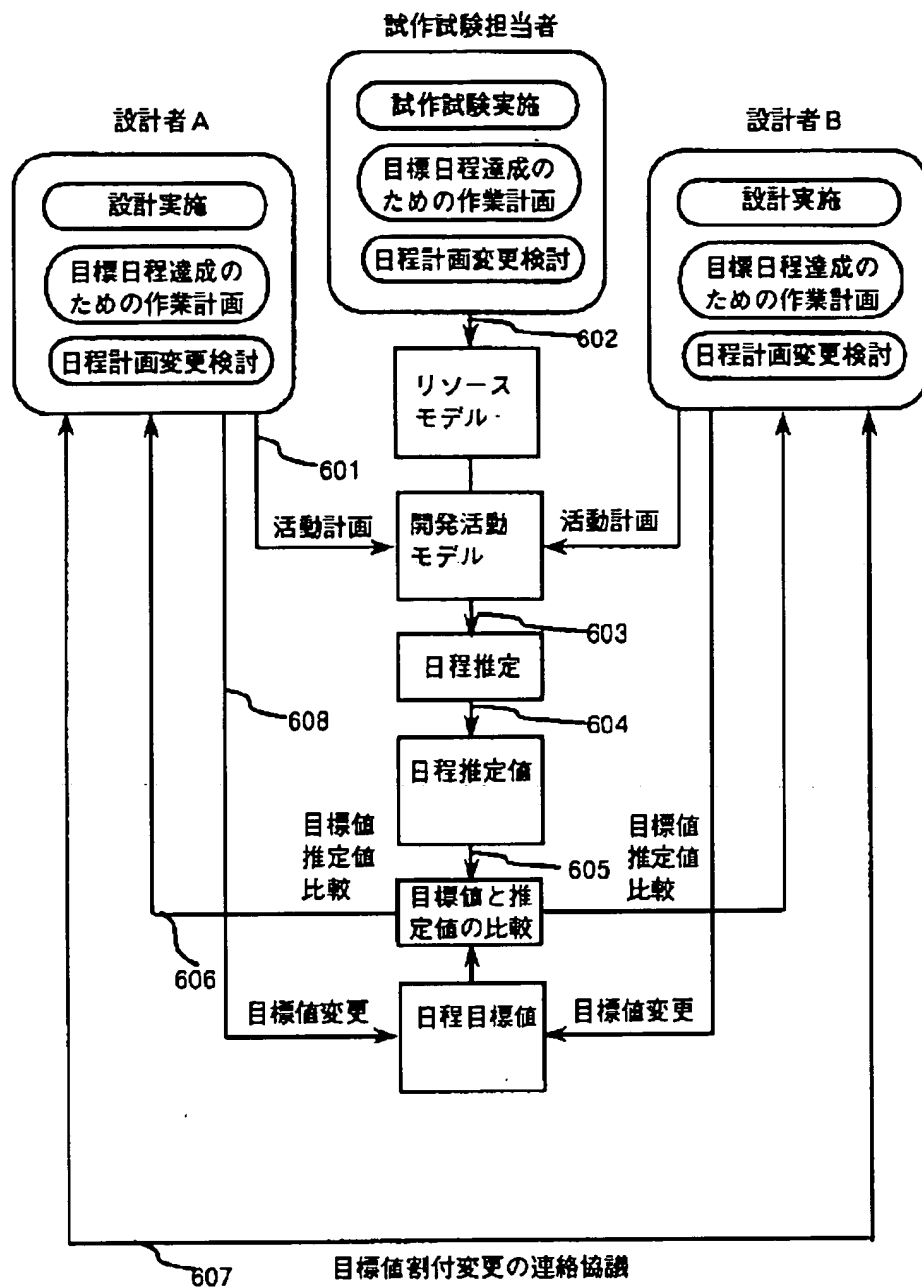 試作試験担当者
試作試験実施
目標日程達成の
ための作業計画
日程計画変更検討
設計者A
設計実施
目標日程達成の
ための作業計画
日程計画変更検討
設計者B
設計実施
目標日程達成の
ための作業計画
日程計画変更検討
602
リソース
モデル
601
活動計画
開発活動
モデル
活動計画
603
日程推定
608
604
日程推定値
目標値
推定値
比較
605
目標値
推定値
比較
目標値と推
定値の比較
606
目標値変更
日程目標値
目標値変更
607
目標値割付変更の連絡協議